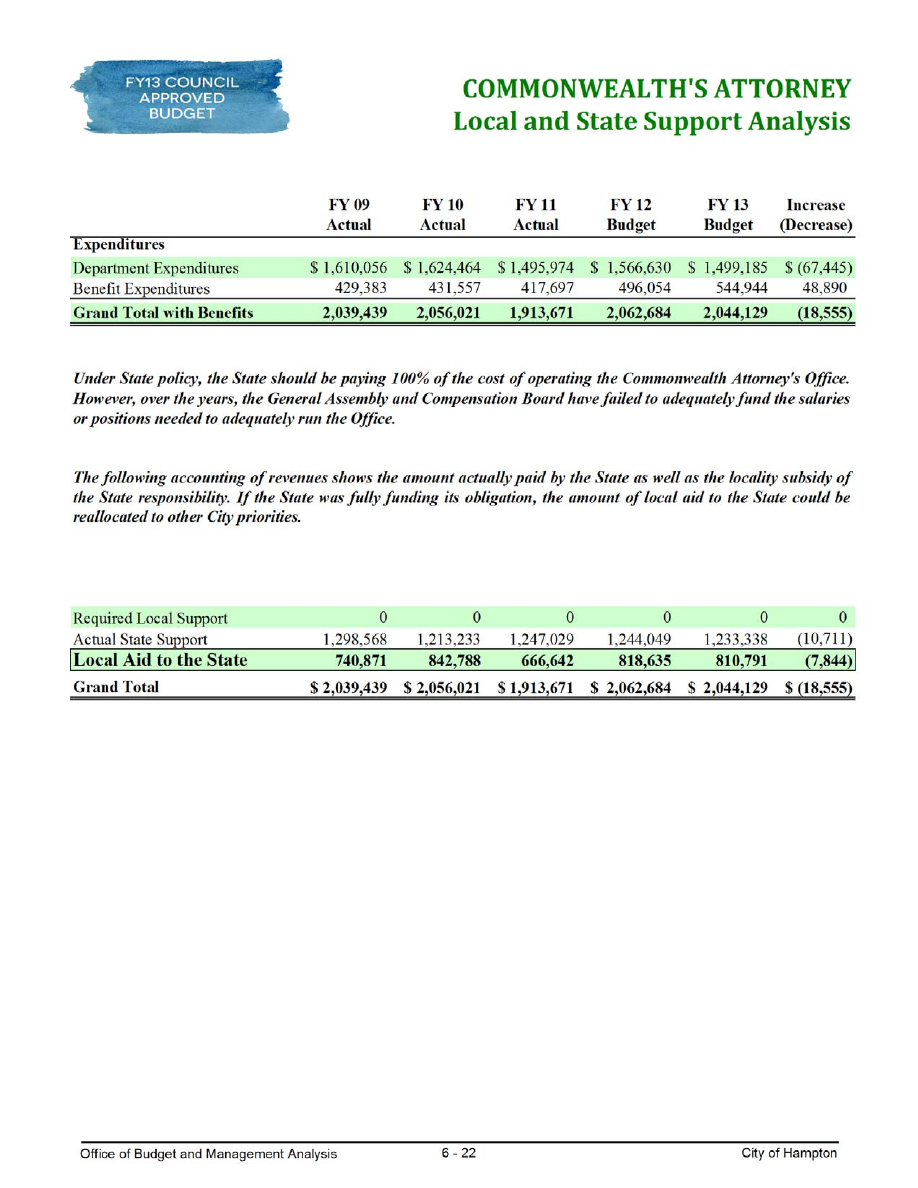 FY13 COUNCIL
APPROVED
BUDGET
COMMONWEALTH'S ATTORNEY
Local and State Support Analysis
FY 09 FY 10 FY 11 FY 12 FY 13 Increase
Actual Actual Actual Budget Budget (Decrease)
Expenditures
Department Expenditures $ 1,610,056 $ 1,624,464 $ 1,495,974 $ 1,566,630 $ 1,499,185 $ (67,445)
Benefit Expenditures 429,383 431,557 417,697 496,054 544,944 48,890
Grand Total with Benefits 2,039,439 2,056,021 1,913,671 2,062,684 2,044,129 (18,555)
Under State policy, the State should be paying 100% of the cost of operating the Commonwealth Attorney's Office.
However, over the years, the General Assembly and Compensation Board have failed to adequately fund the salaries
or positions needed to adequately run the Office.
The following accounting of revenues shows the amount actually paid by the State as well as the locality subsidy of
the State responsibility. If the State was fully funding its obligation, the amount of local aid to the State could be
reallocated to other City priorities.
Required Local Support 0 0 0 0 0 0
Actual State Support 1,298,568 1,213,233 1,247,029 1,244,049 1,233,338 (10,711)
Local Aid to the State 740,871 842,788 666,642 818,635 810,791 (7,844)
Grand Total $ 2,039,439 $ 2,056,021 $ 1,913,671 $ 2,062,684 $ 2,044,129 $ (18,555)
Office of Budget and Management Analysis 6 - 22 City of Hampton